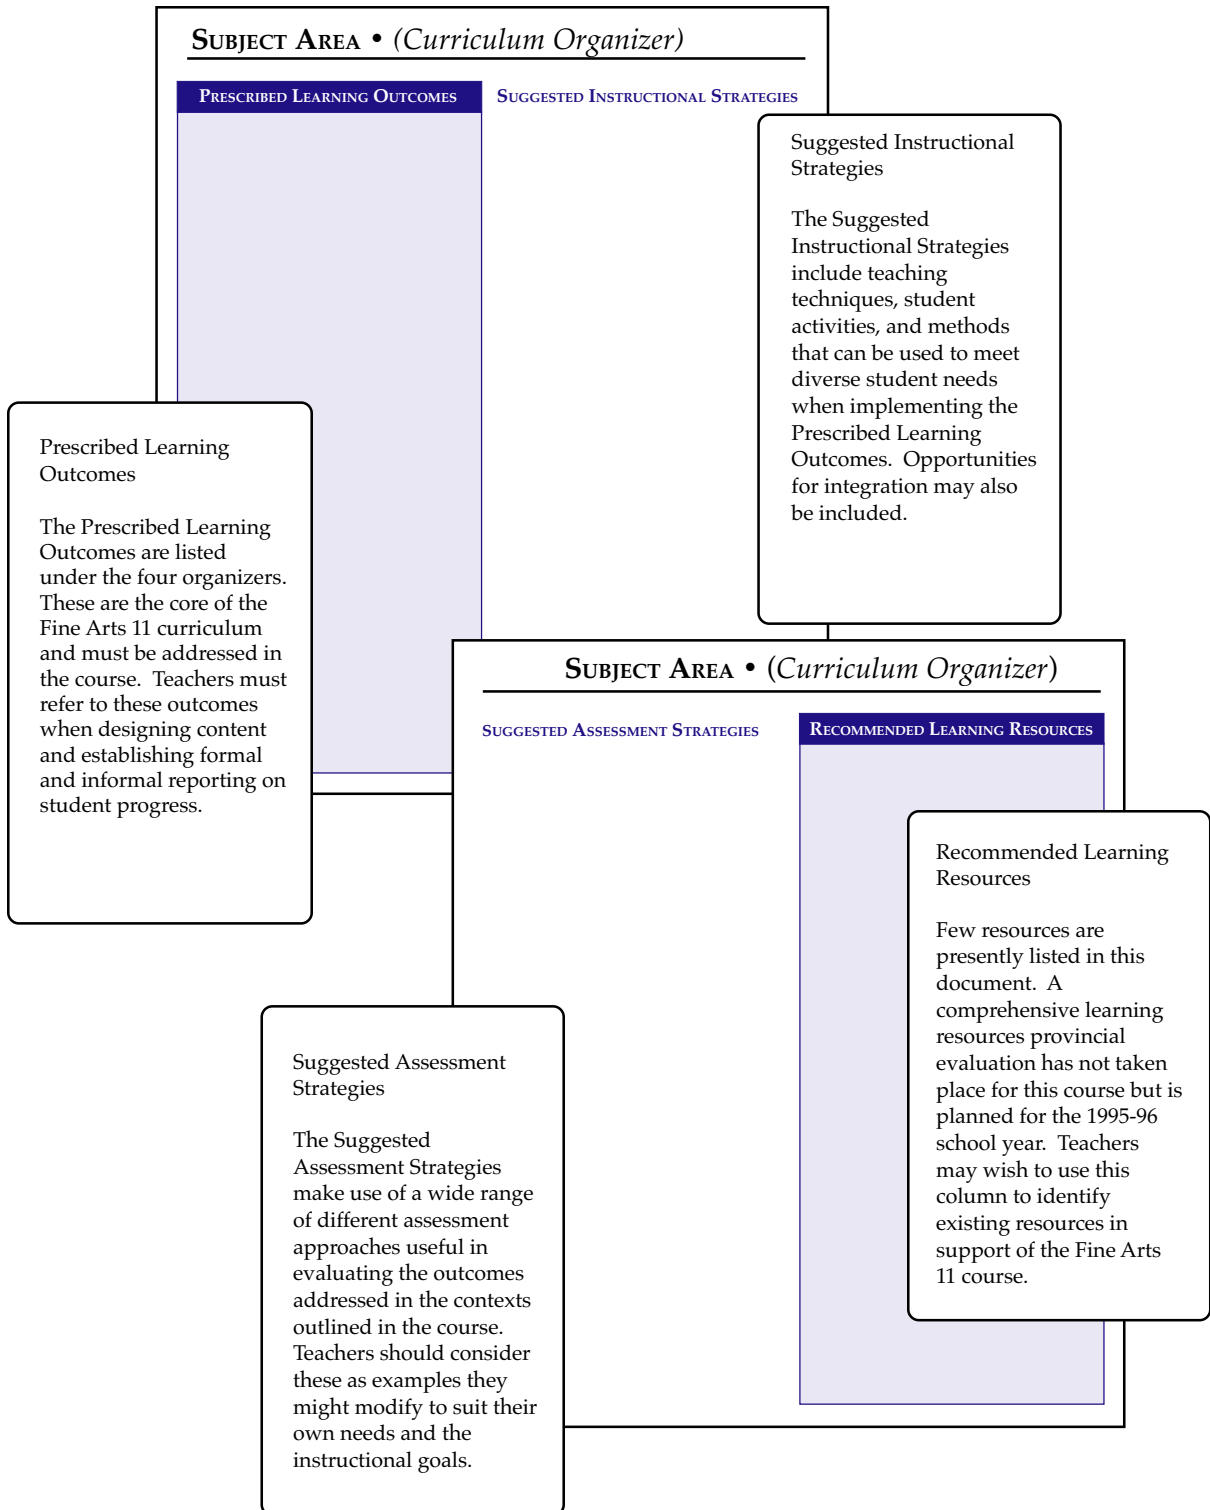 SUBJECT AREA • (Curriculum Organizer)
PRESCRIBED LEARNING OUTCOMES
SUGGESTED INSTRUCTIONAL STRATEGIES
Suggested Instructional
Strategies
The Suggested
Instructional Strategies
include teaching
techniques, student
activities, and methods
that can be used to meet
diverse student needs
when implementing the
Prescribed Learning
Outcomes. Opportunities
for integration may also
be included.
Prescribed Learning
Outcomes
The Prescribed Learning
Outcomes are listed
under the four organizers.
These are the core of the
Fine Arts 11 curriculum
and must be addressed in
the course. Teachers must
refer to these outcomes
when designing content
and establishing formal
and informal reporting on
student progress.
SUBJECT AREA • (Curriculum Organizer)
SUGGESTED ASSESSMENT STRATEGIES
RECOMMENDED LEARNING RESOURCES
Recommended Learning
Resources
Few resources are
presently listed in this
document. A
comprehensive learning
resources provincial
evaluation has not taken
place for this course but is
planned for the 1995-96
school year. Teachers
may wish to use this
column to identify
existing resources in
support of the Fine Arts
11 course.
Suggested Assessment
Strategies
The Suggested
Assessment Strategies
make use of a wide range
of different assessment
approaches useful in
evaluating the outcomes
addressed in the contexts
outlined in the course.
Teachers should consider
these as examples they
might modify to suit their
own needs and the
instructional goals.